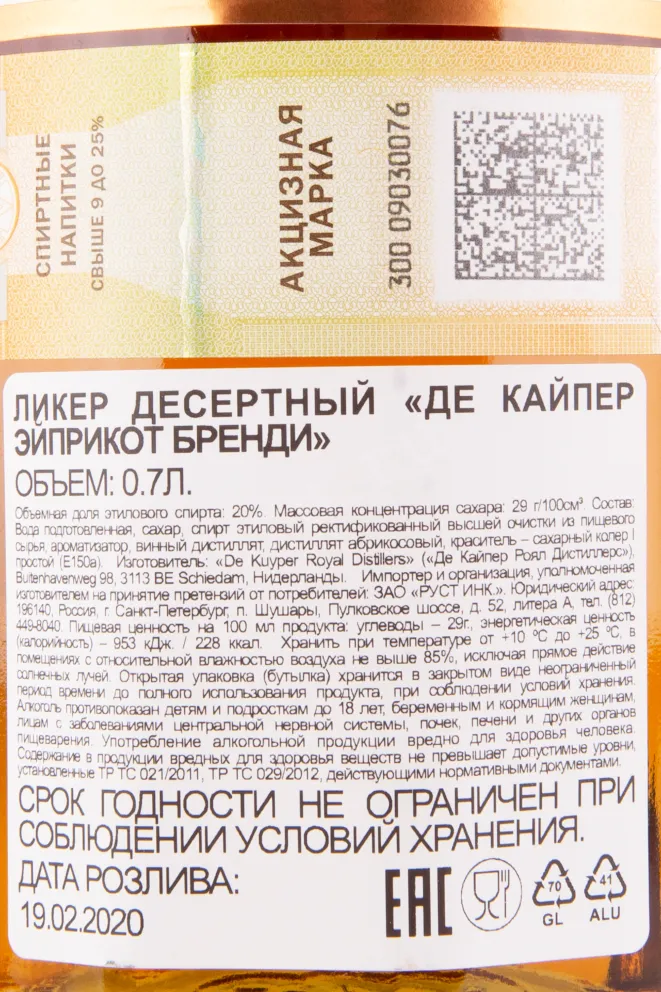 СПИРТНЫЕ
НАПИТКИ
СВЫШЕ 9 ДО 25%
АКЦИЗНАЯ
МАРКА
300 09030076
ЛИКЕР ДЕСЕРТНЫЙ «ДЕ КАЙПЕР
ЭЙПРИКОТ БРЕНДИ»
ОБЪЕМ: 0.7Л.
Объемная доля этилового спирта: 20%. Массовая концентрация сахара: 29 г/100см³. Состав:
Вода подготовленная, сахар, спирт этиловый ректификованный высшей очистки из пищевого
сырья, ароматизатор, винный дистиллят, дистиллят абрикосовый, краситель – сахарный колер I
простой (E150a). Изготовитель: «De Kuyper Royal Distillers» («Де Кайпер Роял Дистиллерс»),
Buitenhavenweg 98, 3113 BE Schiedam, Нидерланды. Импортер и организация, уполномоченная
изготовителем на принятие претензий от потребителей: ЗАО «РУСТ ИНК.». Юридический адрес:
196140, Россия, г. Санкт-Петербург, п. Шушары, Пулковское шоссе, д. 52, литера А, тел. (812)
449-8040. Пищевая ценность на 100 мл продукта: углеводы – 29г., энергетическая ценность
(калорийность) – 953 кДж. / 228 ккал. Хранить при температуре от +10 °С до +25 °С, в
помещениях с относительной влажностью воздуха не выше 85%, исключая прямое действие
солнечных лучей. Открытая упаковка (бутылка) хранится в закрытом виде неограниченный
период времени до полного использования продукта, при соблюдении условий хранения.
Алкоголь противопоказан детям и подросткам до 18 лет, беременным и кормящим женщинам,
лицам с заболеваниями центральной нервной системы, почек, печени и других органов
пищеварения. Употребление алкогольной продукции вредно для здоровья человека.
Содержание в продукции вредных для здоровья веществ не превышает допустимые уровни,
установленные ТР ТС 021/2011, ТР ТС 029/2012, действующими нормативными документами.
СРОК ГОДНОСТИ НЕ ОГРАНИЧЕН ПРИ
СОБЛЮДЕНИИ УСЛОВИЙ ХРАНЕНИЯ.
ДАТА РОЗЛИВА:
19.02.2020
EAC
70
GL
41
ALU